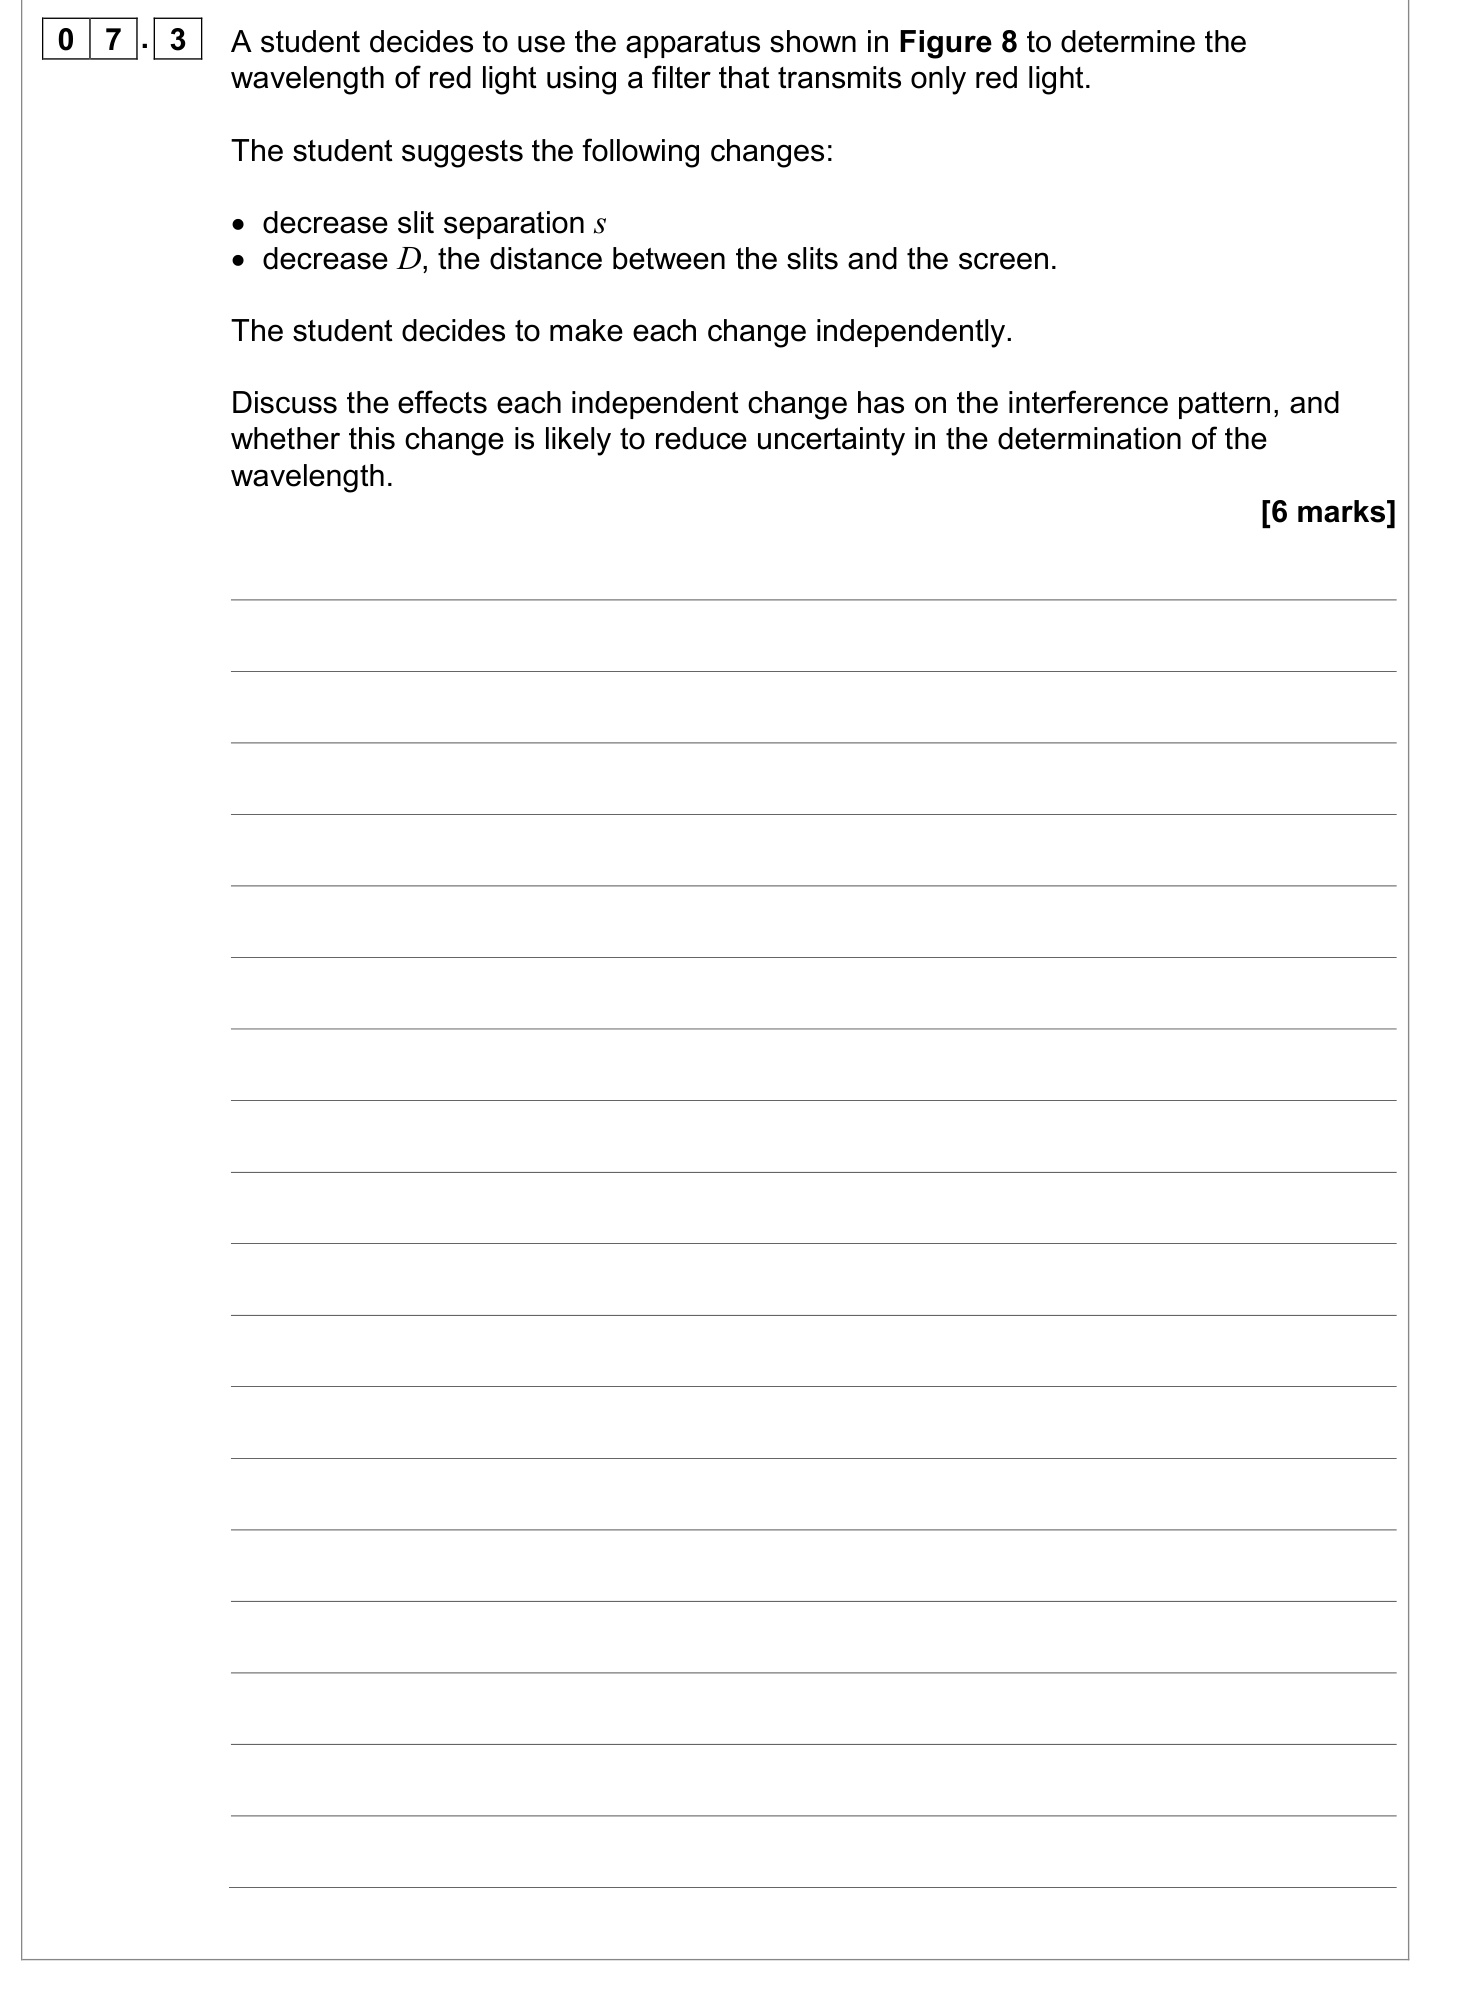 0 7 . 3 A student decides to use the apparatus shown in Figure 8 to determine the
wavelength of red light using a filter that transmits only red light.
The student suggests the following changes:
• decrease slit separation s
• decrease D, the distance between the slits and the screen.
The student decides to make each change independently.
Discuss the effects each independent change has on the interference pattern, and
whether this change is likely to reduce uncertainty in the determination of the
wavelength.
[6 marks]